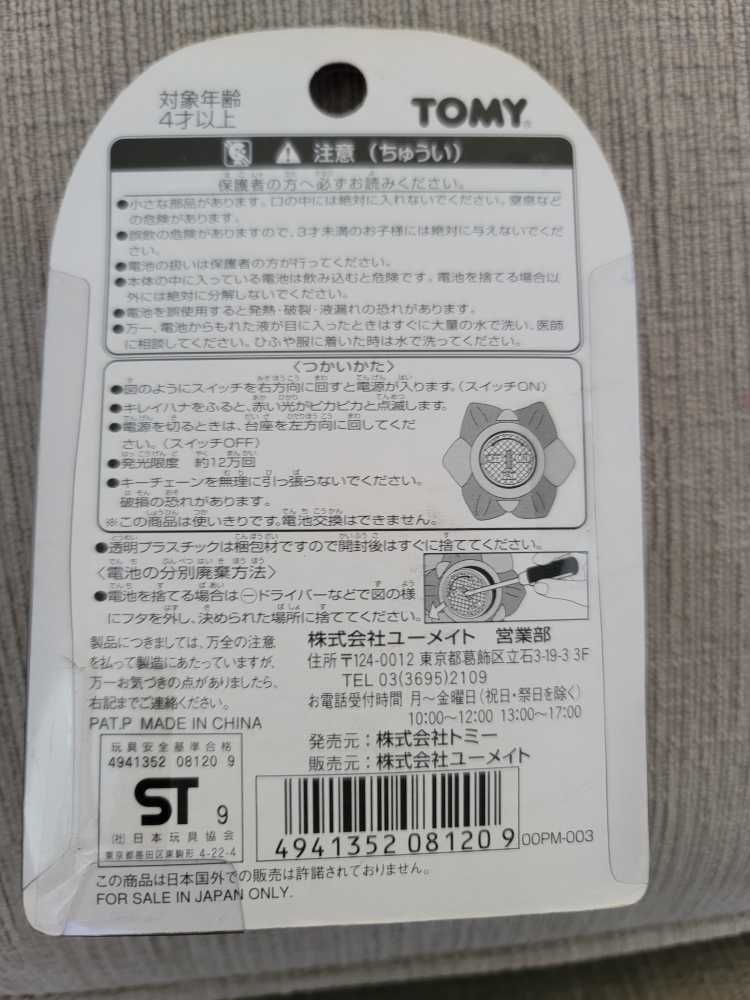 対象年齢
4才以上
TOMY®
注意（ちゅうい）
保護者の方へ必ずお読みください。
●小さな部品があります。口の中には絶対に入れないでください。窒息など
の危険があります。
●誤飲の危険がありますので、3才未満のお子様には絶対に与えないでくだ
さい。
●電池の扱いは保護者の方が行ってください。
●本体の中に入っている電池は飲み込むと危険です。電池を捨てる場合以
外には絶対に分解しないでください。
●電池を誤使用すると発熱・破裂・液漏れの恐れがあります。
●万一、電池からもれた液が目に入ったときはすぐに大量の水で洗い、医師
に相談してください。ひふや服に着いた時は水で洗ってください。
〈つかいかた〉
●図のようにスイッチを右方向に回すと電源が入ります。（スイッチON）
●キレイハナをふると、赤い光がピカピカと点滅します。
●電源を切るときは、台座を左方向に回してくだ
さい。（スイッチOFF）
●発光限度 約12万回
●キーチェーンを無理に引っ張らないでください。
破損の恐れがあります。
※この商品は使いきりです。電池交換はできません。
●透明プラスチックは梱包材ですので開封後はすぐに捨ててください。
〈電池の分別廃棄方法〉
●電池を捨てる場合は㊀ドライバーなどで図の様
にフタを外し、決められた場所に捨ててください。
製品につきましては、万全の注意
を払って製造にあたっていますが、
万一お気づきの点がありましたら、
右記までご連絡ください。
PAT.P MADE IN CHINA
株式会社ユーメイト 営業部
住所 〒124-0012 東京都葛飾区立石3-19-3 3F
TEL 03(3695)2109
お電話受付時間 月〜金曜日（祝日・祭日を除く）
10:00〜12:00 13:00〜17:00
発売元：株式会社トミー
販売元：株式会社ユーメイト
玩具安全基準合格
4941352 08120 9
ST 9
(社)日本玩具協会
東京都墨田区東駒形 4-22-4
4941352081209
00PM-003
この商品は日本国外での販売は許諾されておりません。
FOR SALE IN JAPAN ONLY.